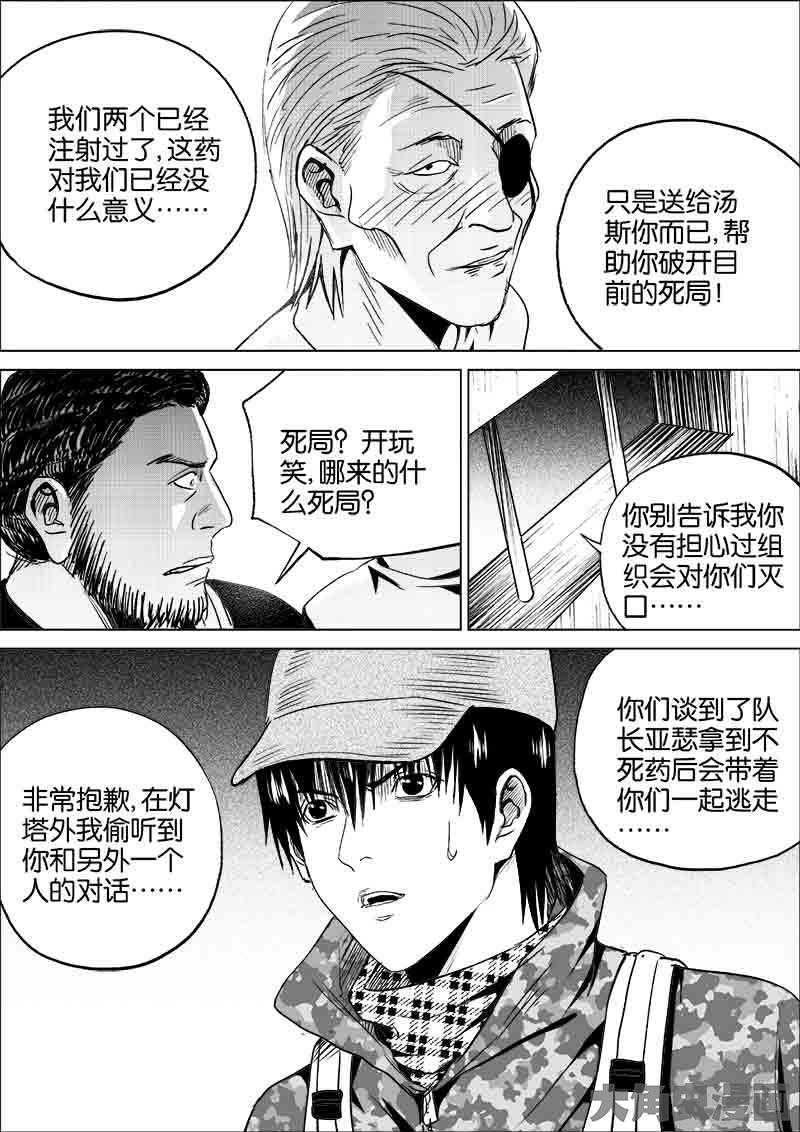 我们两个已经
注射过了,这药
对我们已经没
什么意义……
只是送给汤
斯你而已,帮
助你破开目
前的死局!
死局?开玩
笑,哪来的什
么死局?
你别告诉我你
没有担心过组
织会对你们灭
口……
你们谈到了队
长亚瑟拿到不
死药后会带着
你们一起逃走
……
非常抱歉,在灯
塔外我偷听到
你和另外一个
人的对话……
大角虫漫画